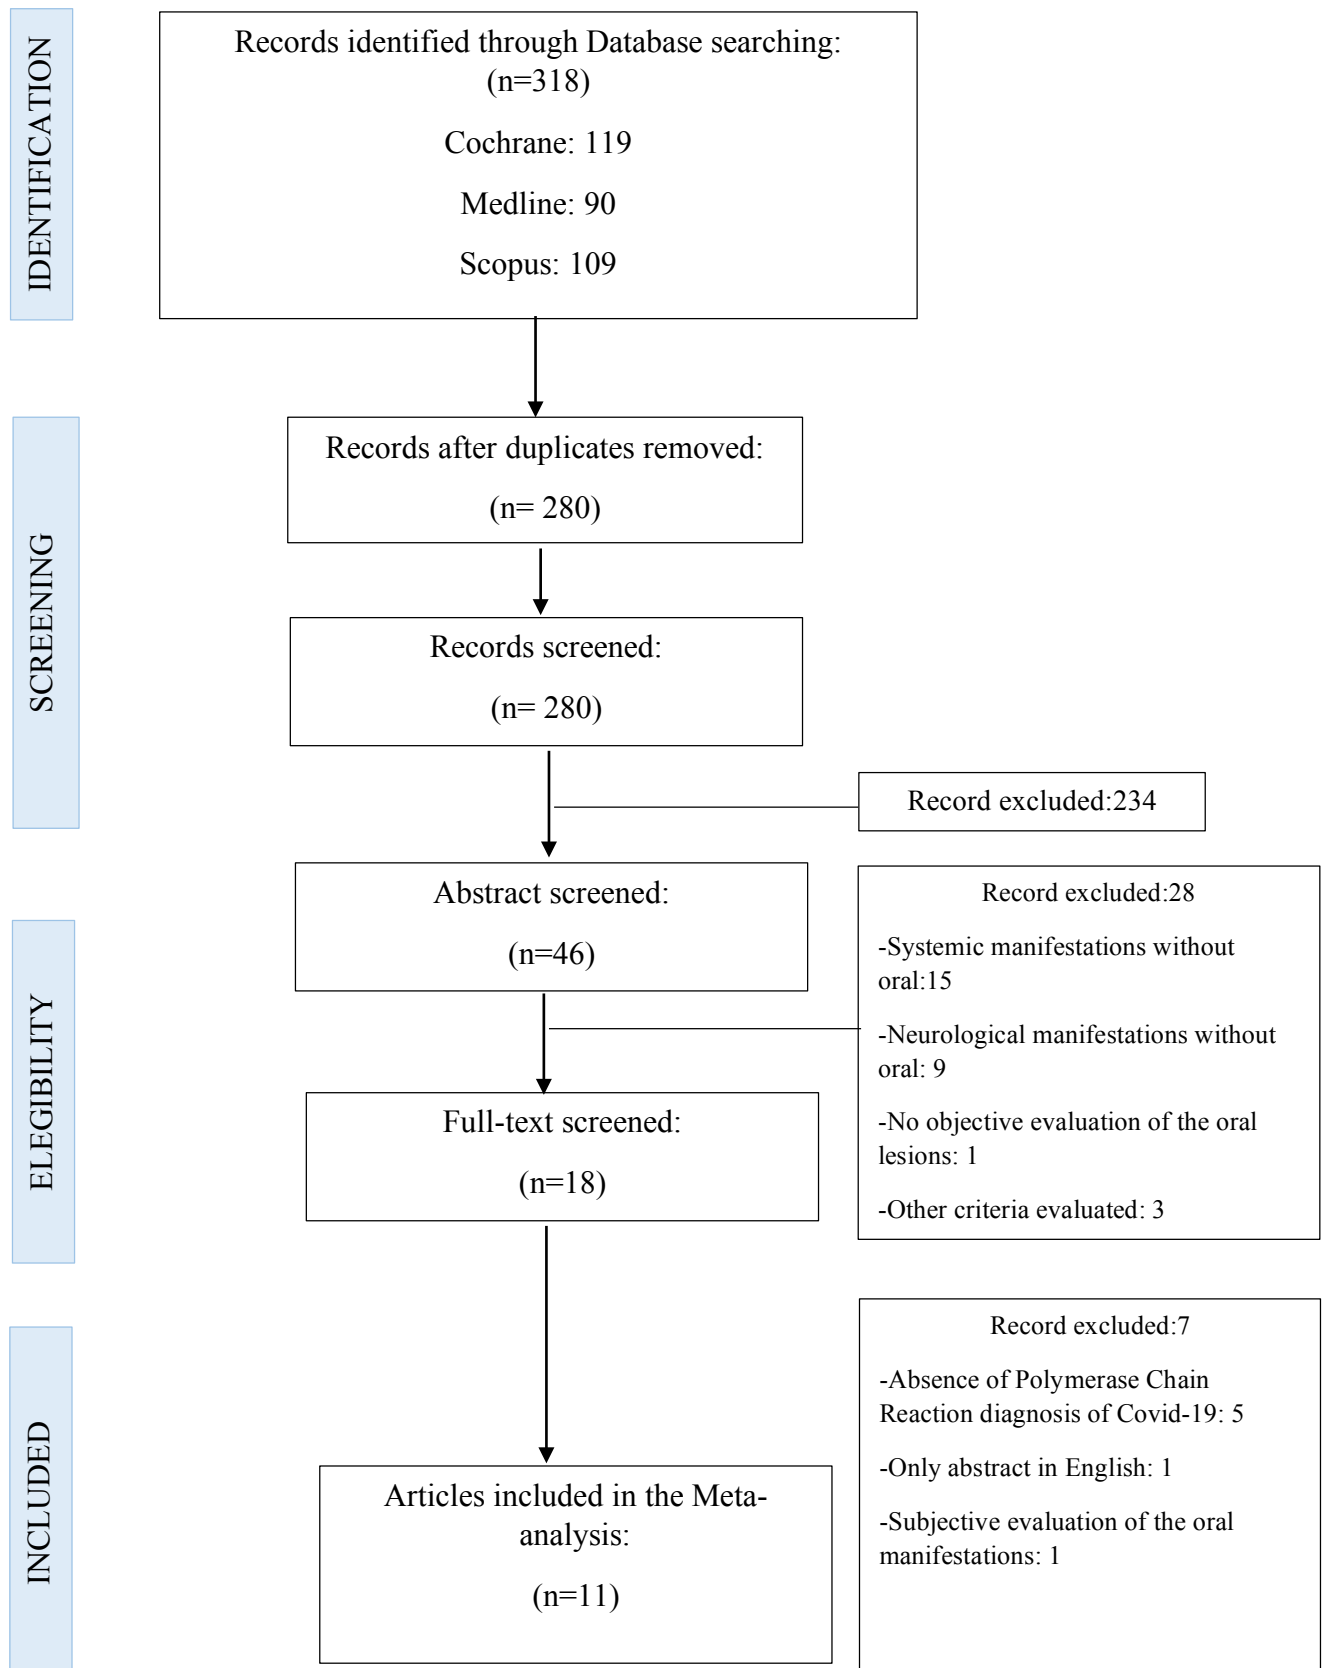 IDENTIFICATION
Records identified through Database searching:
(n=318)
Cochrane: 119
Medline: 90
Scopus: 109
SCREENING
Records after duplicates removed:
(n= 280)
Records screened:
(n= 280)
Record excluded:234
ELEGIBILITY
Abstract screened:
(n=46)
Record excluded:28
-Systemic manifestations without
oral:15
-Neurological manifestations without
oral: 9
-No objective evaluation of the oral
lesions: 1
-Other criteria evaluated: 3
Full-text screened:
(n=18)
INCLUDED
Record excluded:7
-Absence of Polymerase Chain
Reaction diagnosis of Covid-19: 5
-Only abstract in English: 1
-Subjective evaluation of the oral
manifestations: 1
Articles included in the Meta-
analysis:
(n=11)